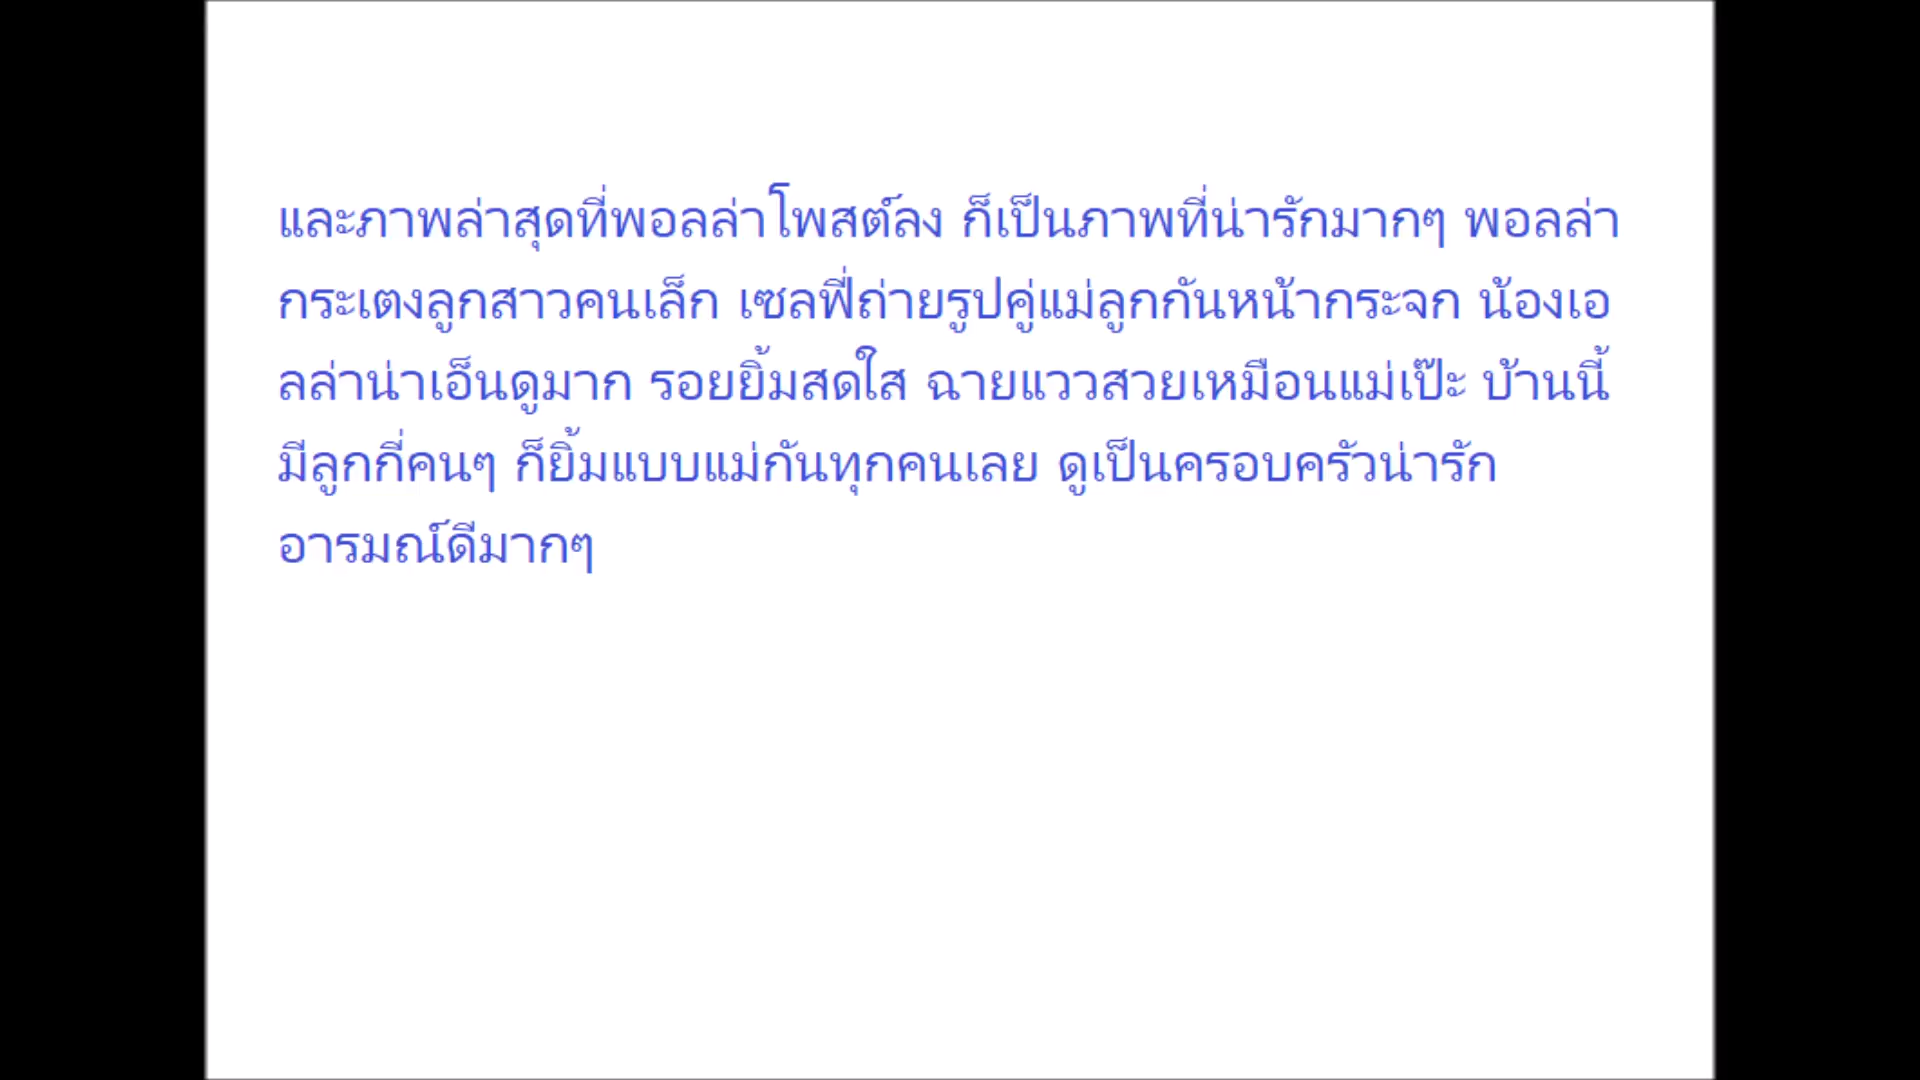 และภาพล่าสุดที่พอลล่าโพสต์ลง ก็เป็นภาพที่น่ารักมากๆ พอลล่า
กระเตงลูกสาวคนเล็ก เซลฟี่ถ่ายรูปคู่แม่ลูกกันหน้ากระจก น้องเอ
ลล่าน่าเอ็นดูมาก รอยยิ้มสดใส ฉายแววสวยเหมือนแม่เป๊ะ บ้านนี้
มีลูกกี่คนๆ ก็ยิ้มแบบแม่กันทุกคนเลย ดูเป็นครอบครัวน่ารัก
อารมณ์ดีมากๆ